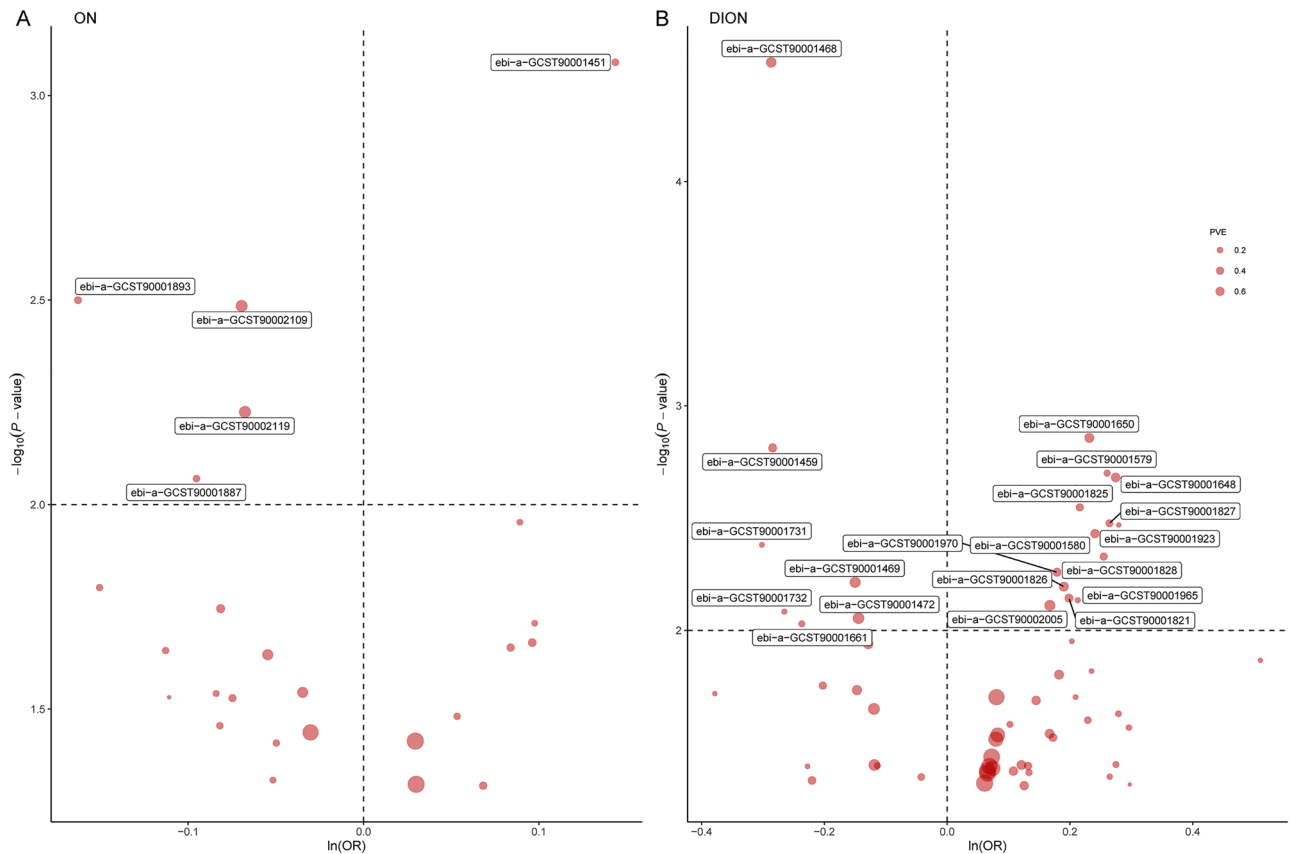 A
ON
ebi−a−GCST90001451
3.0
ebi−a−GCST90001893
2.5
ebi−a−GCST90002109
ebi−a−GCST90002119
ebi−a−GCST90001887
2.0
1.5
−log10(P − value)
−0.1
0.0
0.1
ln(OR)
B
DION
ebi−a−GCST90001468
4
PVE
0.2
0.4
0.6
3
ebi−a−GCST90001650
ebi−a−GCST90001459
ebi−a−GCST90001579
ebi−a−GCST90001648
ebi−a−GCST90001825
ebi−a−GCST90001827
ebi−a−GCST90001731
ebi−a−GCST90001923
ebi−a−GCST90001970
ebi−a−GCST90001580
ebi−a−GCST90001469
ebi−a−GCST90001828
ebi−a−GCST90001826
ebi−a−GCST90001732
ebi−a−GCST90001965
ebi−a−GCST90001472
ebi−a−GCST90002005
ebi−a−GCST90001821
ebi−a−GCST90001661
2
−log10(P − value)
−0.4
−0.2
0.0
0.2
0.4
ln(OR)